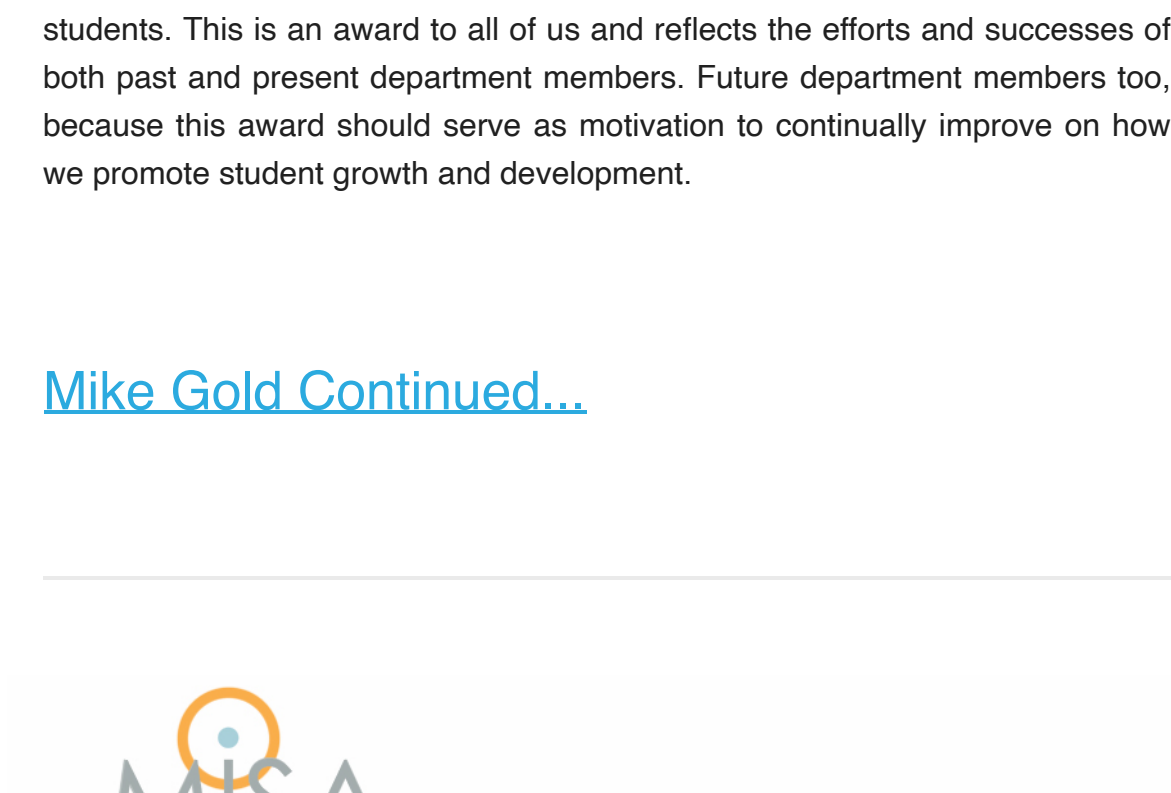 students. This is an award to all of us and reflects the efforts and successes of
both past and present department members. Future department members too,
because this award should serve as motivation to continually improve on how
we promote student growth and development.
Mike Gold Continued...
MISA